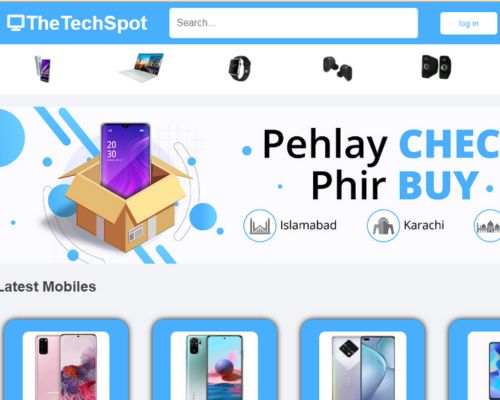 TheTechSpot
Search...
log in
20
30
Pehlay CHEC
Phir BUY
Islamabad
Karachi
Latest Mobiles